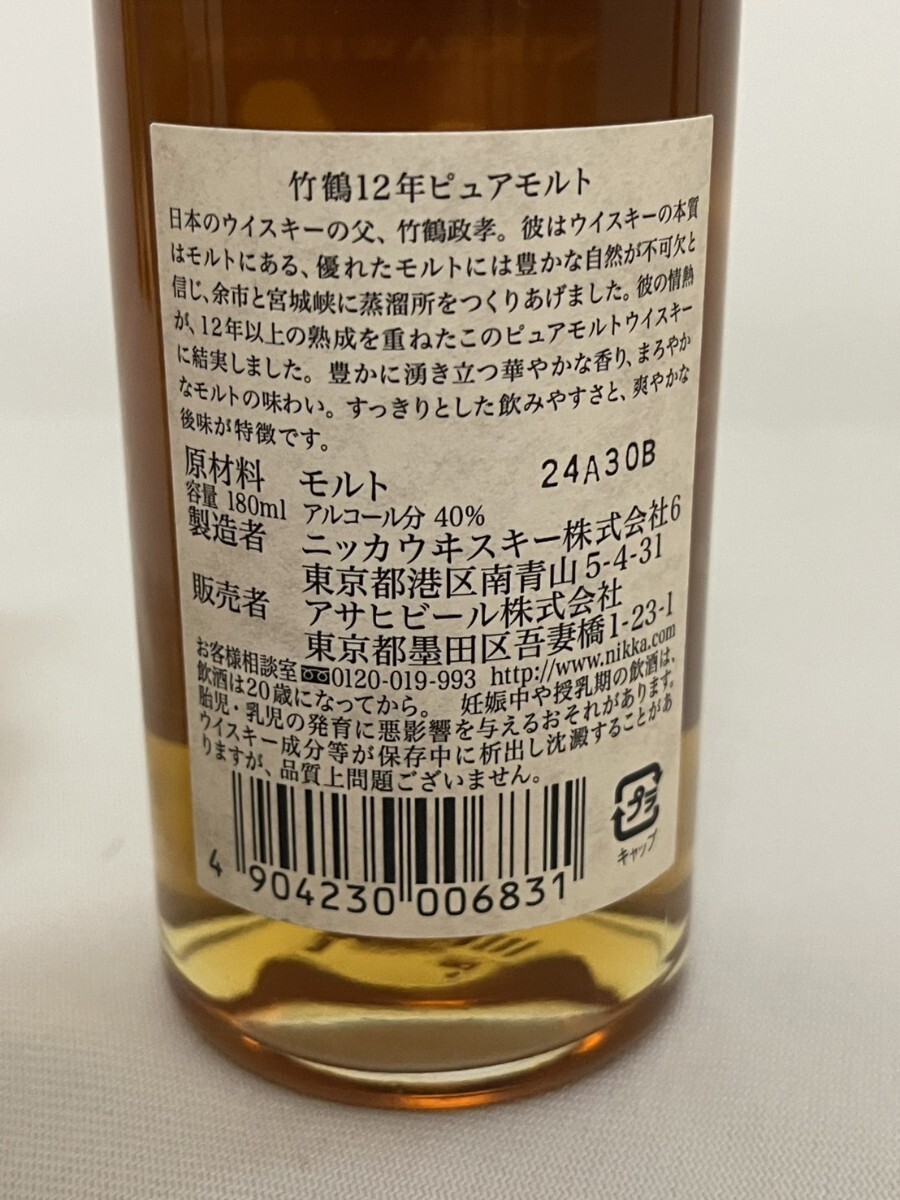 竹鶴12年ピュアモルト
日本のウイスキーの父、竹鶴政孝。彼はウイスキーの本質
はモルトにある、優れたモルトには豊かな自然が不可欠と
信じ、余市と宮城峡に蒸溜所をつくりあげました。彼の情熱
が、12年以上の熟成を重ねたこのピュアモルトウイスキー
に結実しました。豊かに湧き立つ華やかな香り、まろやか
なモルトの味わい。すっきりとした飲みやすさと、爽やかな
後味が特徴です。
24A30B
原材料 モルト
容量 180ml アルコール分 40%
製造者 ニッカウヰスキー株式会社6
東京都港区南青山5-4-31
販売者 アサヒビール株式会社
東京都墨田区吾妻橋1-23-1
お客様相談室 0120-019-993 http://www.nikka.com
飲酒は20歳になってから。 妊娠中や授乳期の飲酒は、
胎児・乳児の発育に悪影響を与えるおそれがあります。
ウイスキー成分等が保存中に析出し沈澱することがあ
りますが、品質上問題ございません。
プラ
キャップ
4 904230 006831